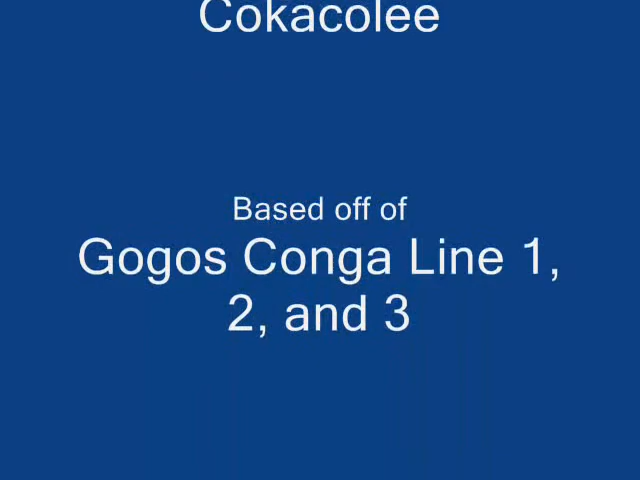 Cokacolee
Based off of
Gogos Conga Line 1,
2, and 3